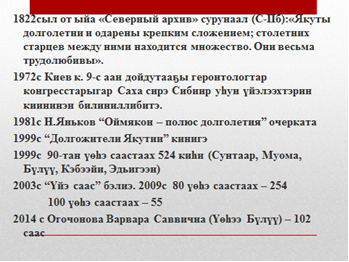 1822сыл от ыйа «Северный архив» сурунаал (С-Пб):«Якуты
долголетни и одарены крепким сложением; столетних
старцев между ними находится множество. Они весьма
трудолюбивы».
1972с Киев к. 9-с аан дойдутааҕы героитологтар
конгресстарыгар Саха сирэ Сибиир уһун үйэлээхтэрин
киининэн билиниллибитэ.
1981с Н.Яньков "Оймякон – полюс долголетия" очерката
1999с "Долгожители Якутии" кинигэ
1999с 90-тан үөһэ саастаах 524 киһи (Сунтаар, Муома,
Бүлүү, Кэбээйи, Эдьигээн)
2003с "Үйэ саас" бэлиэ. 2009с 80 үөһэ саастаах – 254
100 үөһэ саастаах – 55
2014 с Огочонова Варвара Саввична (Үөһээ Бүлүү) – 102
саас